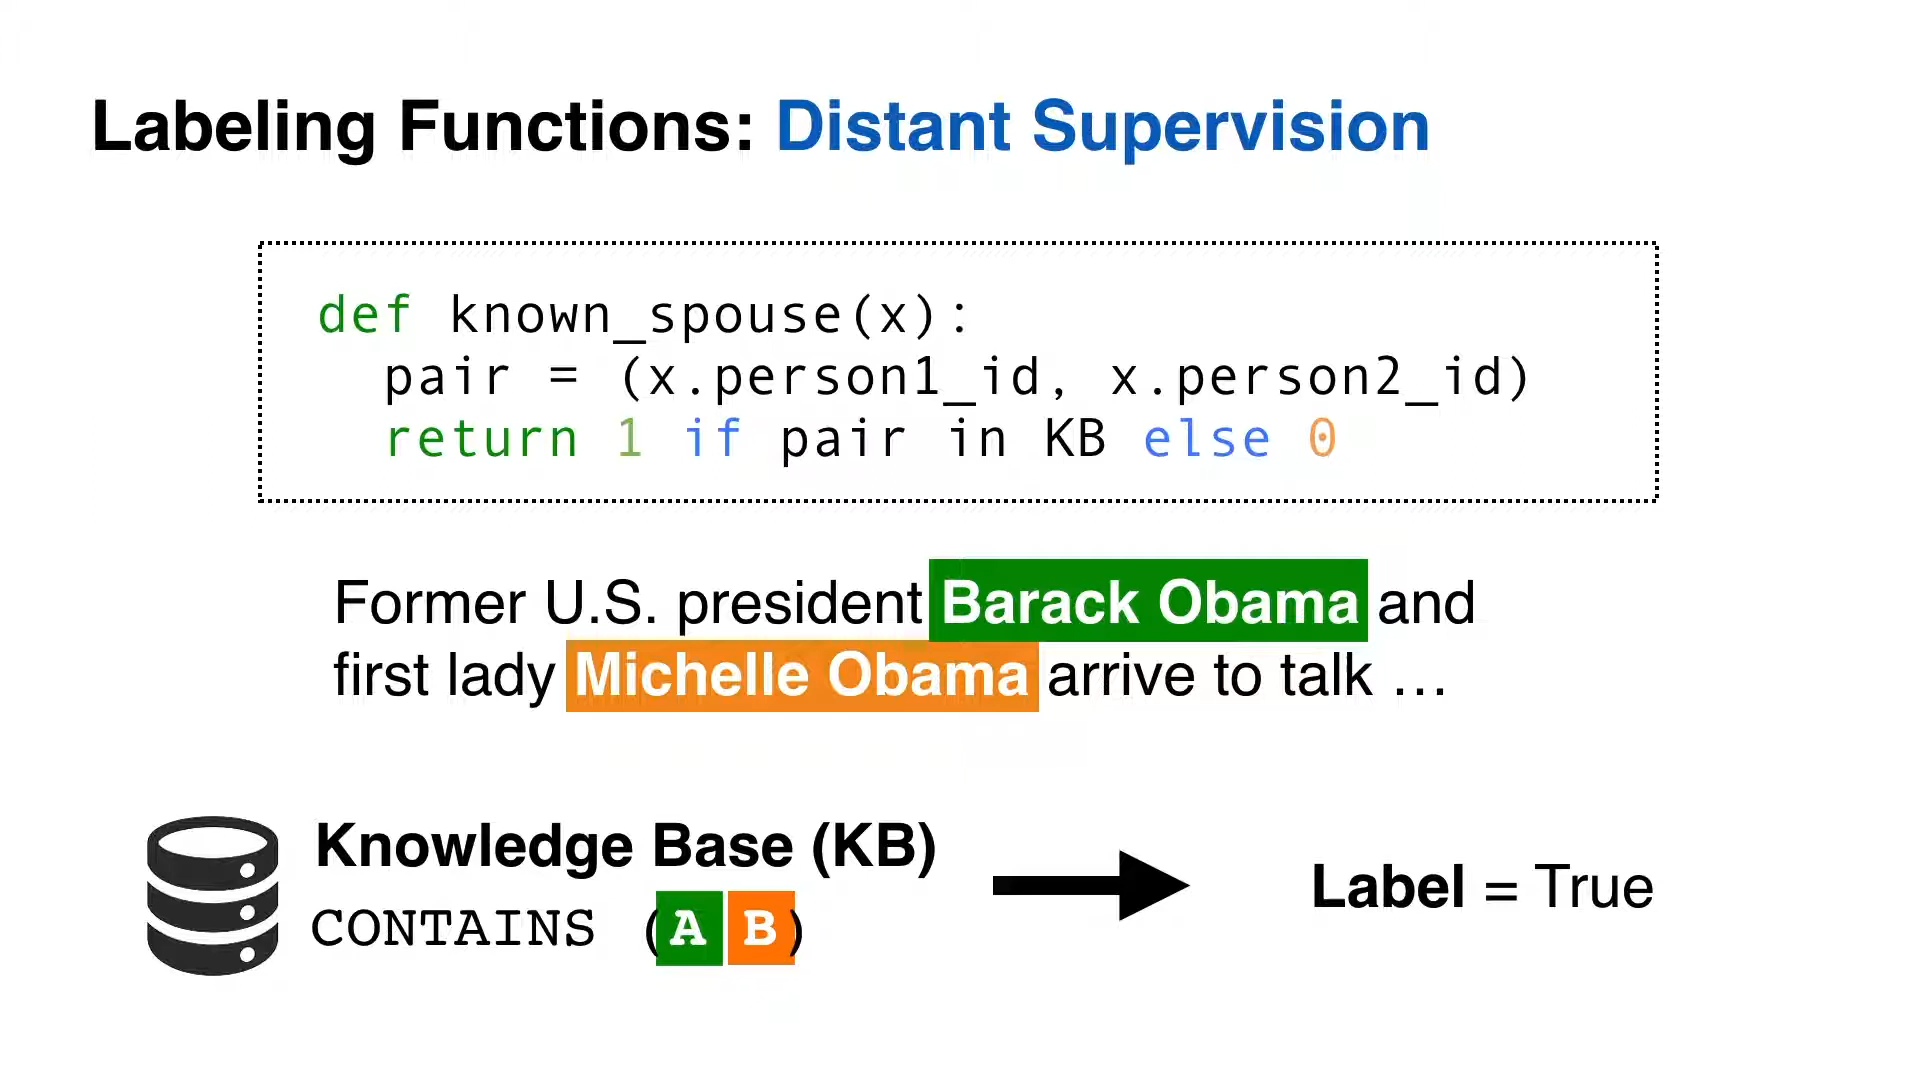 Labeling Functions: Distant Supervision
def known_spouse(x):
pair = (x.person1_id, x.person2_id)
return 1 if pair in KB else 0
Former U.S. president Barack Obama and
first lady Michelle Obama arrive to talk …
Knowledge Base (KB)
CONTAINS (A B)
Label = True